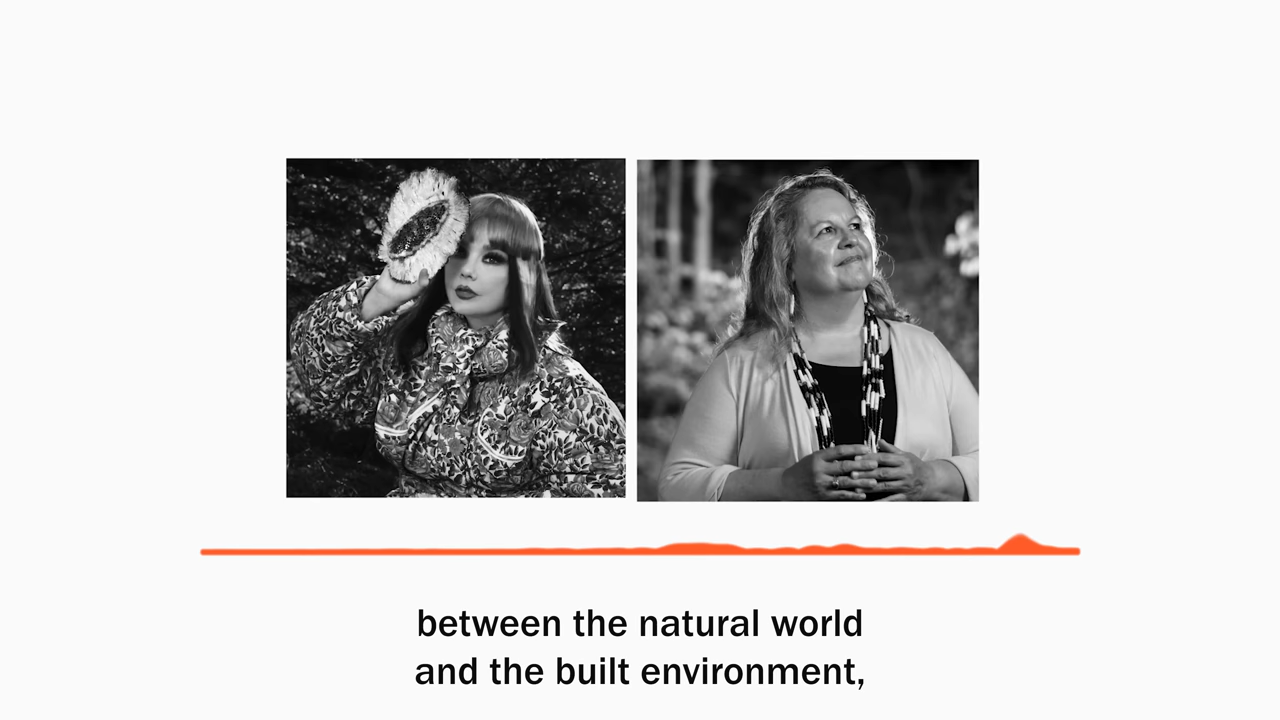 between the natural world
and the built environment,